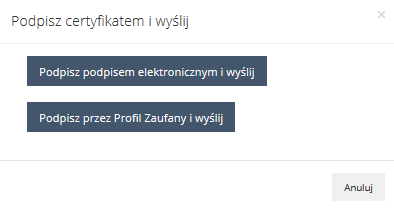 Podpisz certyfikatem i wyślij
×
Podpisz podpisem elektronicznym i wyślij
Podpisz przez Profil Zaufany i wyślij
Anuluj